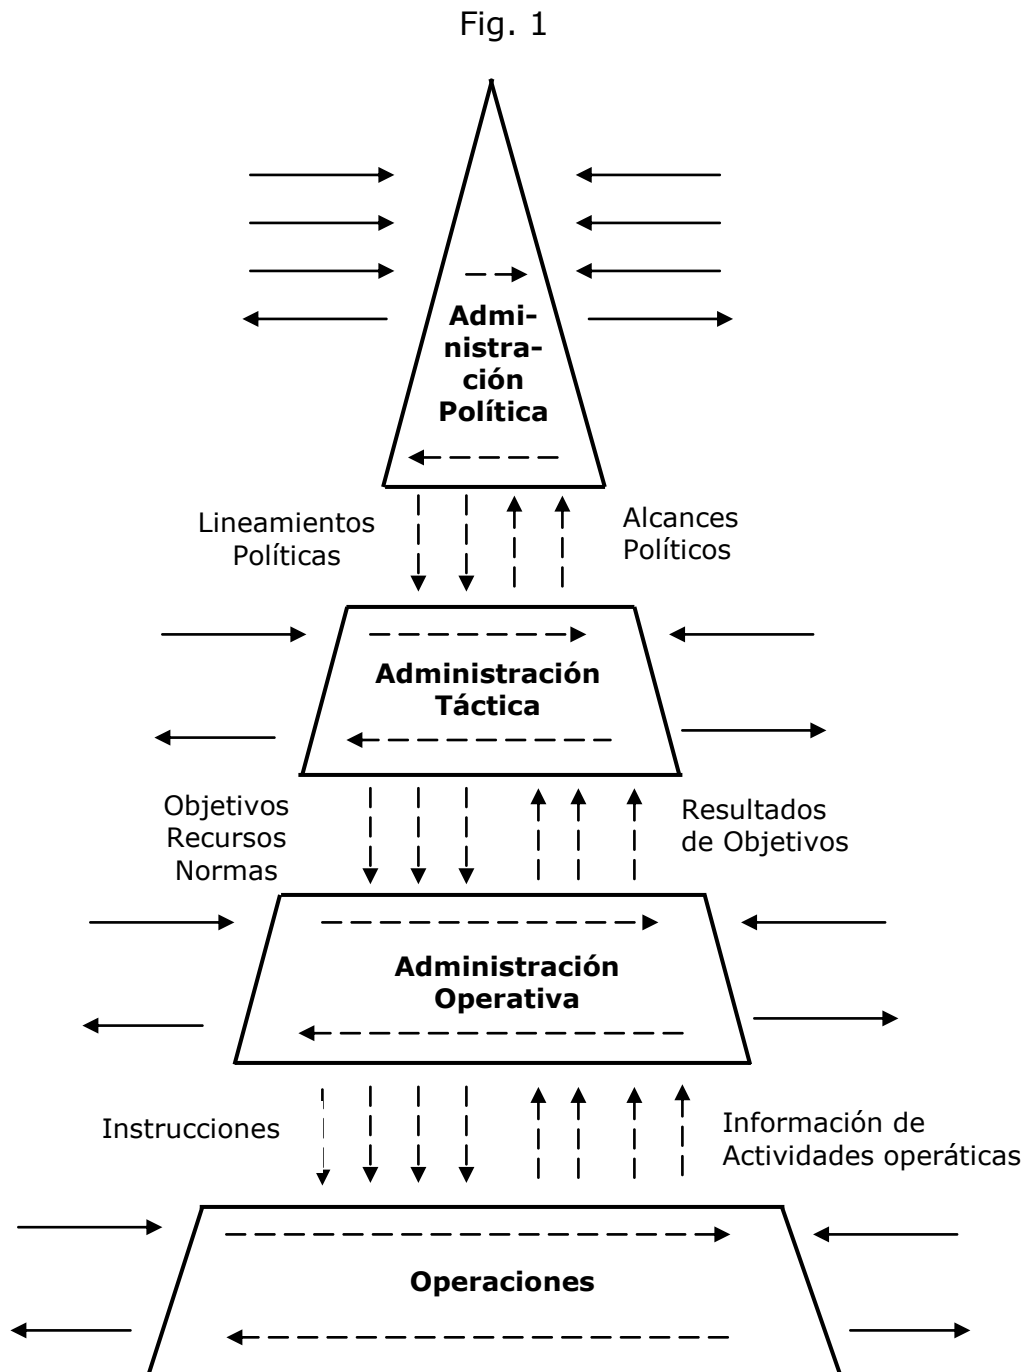 Fig. 1
Admi-
nistra-
ción
Política
Lineamientos
Políticas
Alcances
Políticos
Administración
Táctica
Objetivos
Recursos
Normas
Resultados
de Objetivos
Administración
Operativa
Instrucciones
Información de
Actividades operáticas
Operaciones